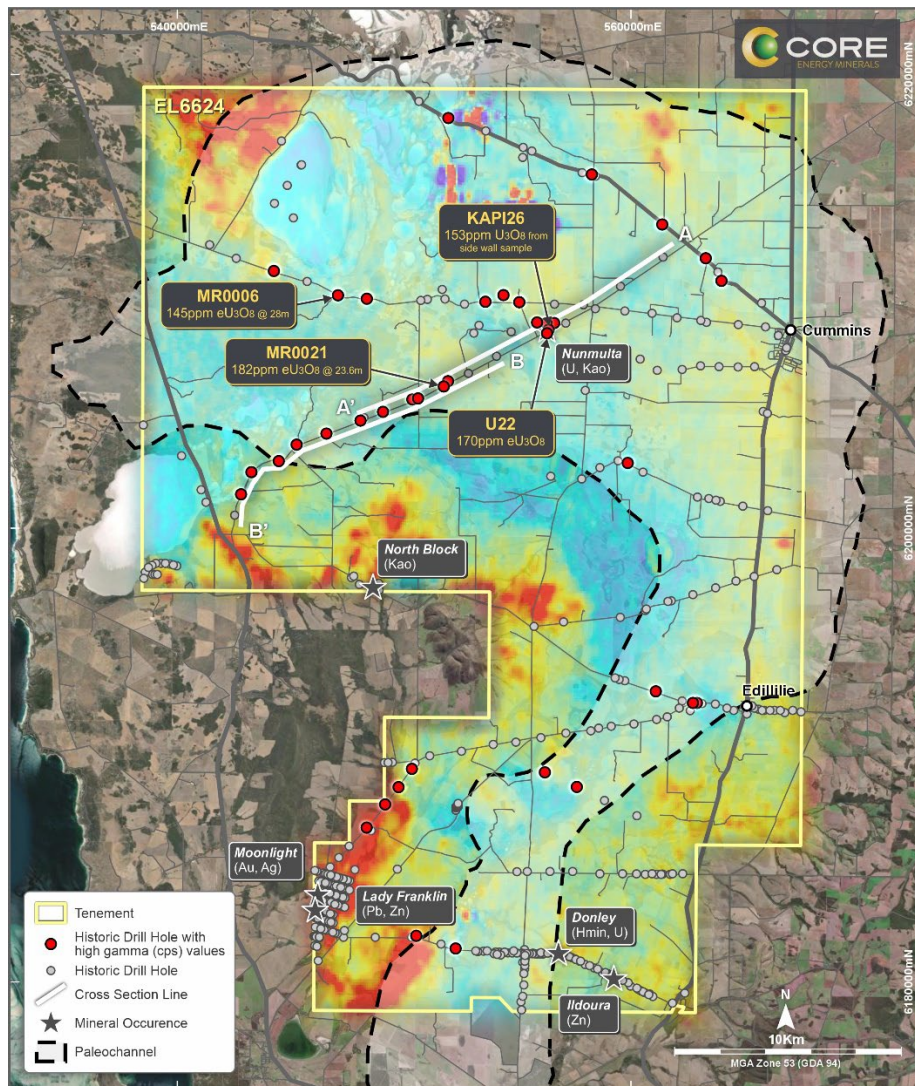 540000mE
560000mE
CORE
ENERGY MINERALS
6220000mN
EL6624
KAPI26
153ppm U₃O₈ from
side wall sample
A
MR0006
145ppm eU₃O₈ @ 28m
Cummins
MR0021
182ppm eU₃O₈ @ 23.6m
Nunmulta
(U, Kao)
B
A'
U22
170ppm eU₃O₈
B'
6200000mN
North Block
(Kao)
Edillilie
Moonlight
(Au, Ag)
Lady Franklin
(Pb, Zn)
Donley
(Hmin, U)
Ildoura
(Zn)
6180000mN
Tenement
Historic Drill Hole with
high gamma (cps) values
Historic Drill Hole
Cross Section Line
Mineral Occurence
Paleochannel
N
10Km
MGA Zone 53 (GDA 94)